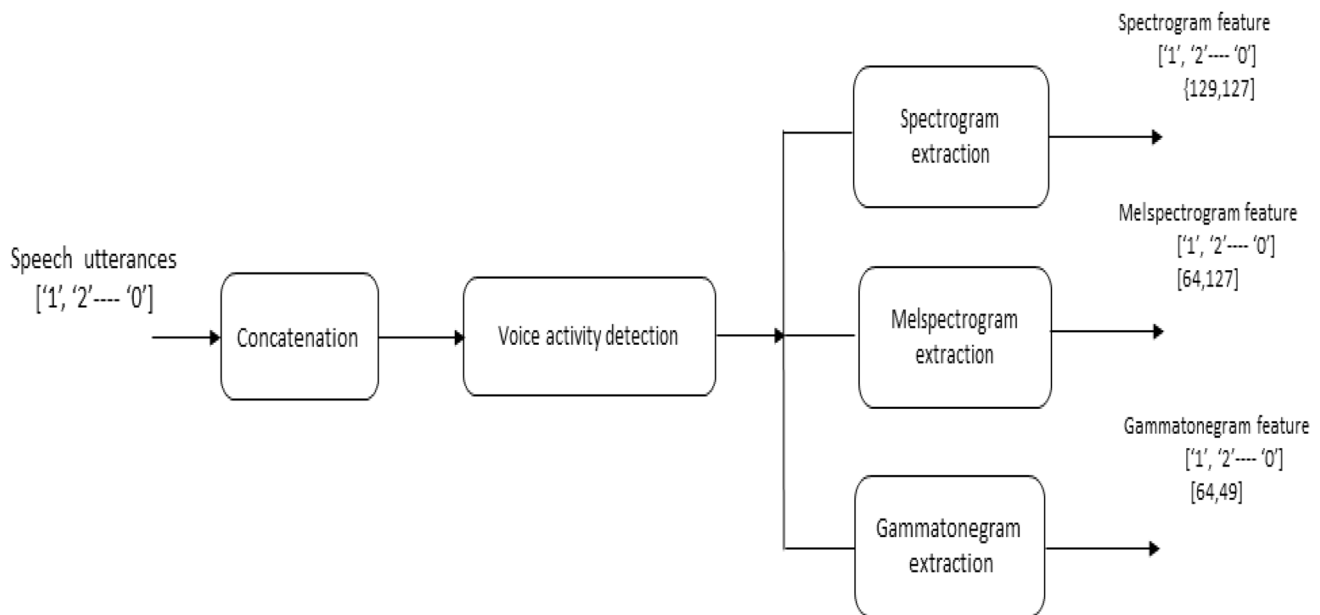 Speech utterances
[‘1’, ‘2’---- ‘0’]
Concatenation
Voice activity detection
Spectrogram
extraction
Spectrogram feature
[‘1’, ‘2’---- ‘0’]
{129,127]
Melspectrogram
extraction
Melspectrogram feature
[‘1’, ‘2’---- ‘0’]
[64,127]
Gammatonegram
extraction
Gammatonegram feature
[‘1’, ‘2’---- ‘0’]
[64,49]